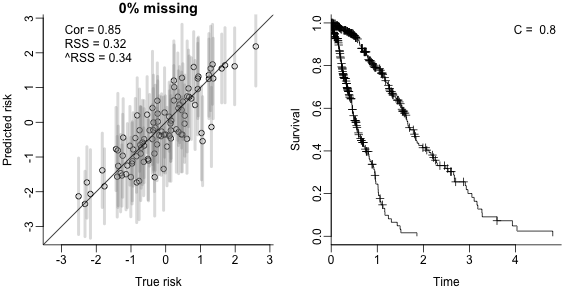 0% missing
Cor = 0.85
RSS = 0.32
^RSS = 0.34
Predicted risk
3
2
1
0
-1
-2
-3
-3 -2 -1 0 1 2 3
True risk
C = 0.8
Survival
1.0
0.8
0.6
0.4
0.2
0.0
0 1 2 3 4
Time